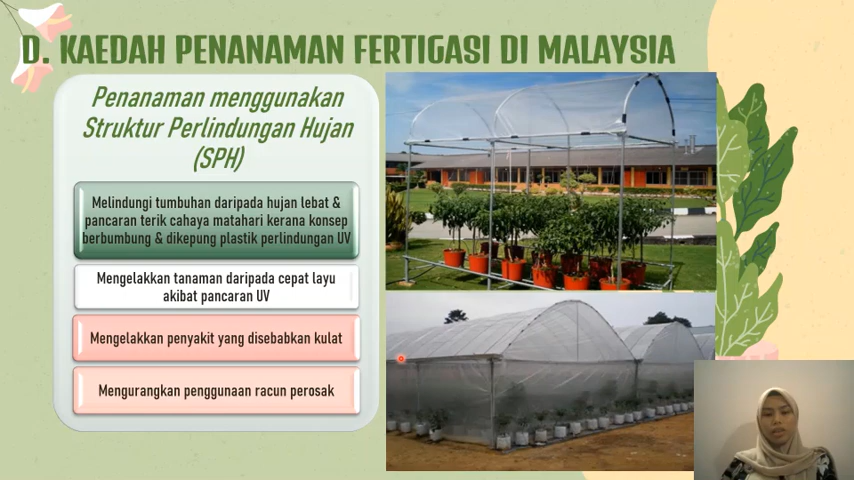 D. KAEDAH PENANAMAN FERTIGASI DI MALAYSIA
Penanaman menggunakan
Struktur Perlindungan Hujan
(SPH)
Melindungi tumbuhan daripada hujan lebat &
pancaran terik cahaya matahari kerana konsep
berbumbung & dikepung plastik perlindungan UV
Mengelakkan tanaman daripada cepat layu
akibat pancaran UV
Mengelakkan penyakit yang disebabkan kulat
Mengurangkan penggunaan racun perosak